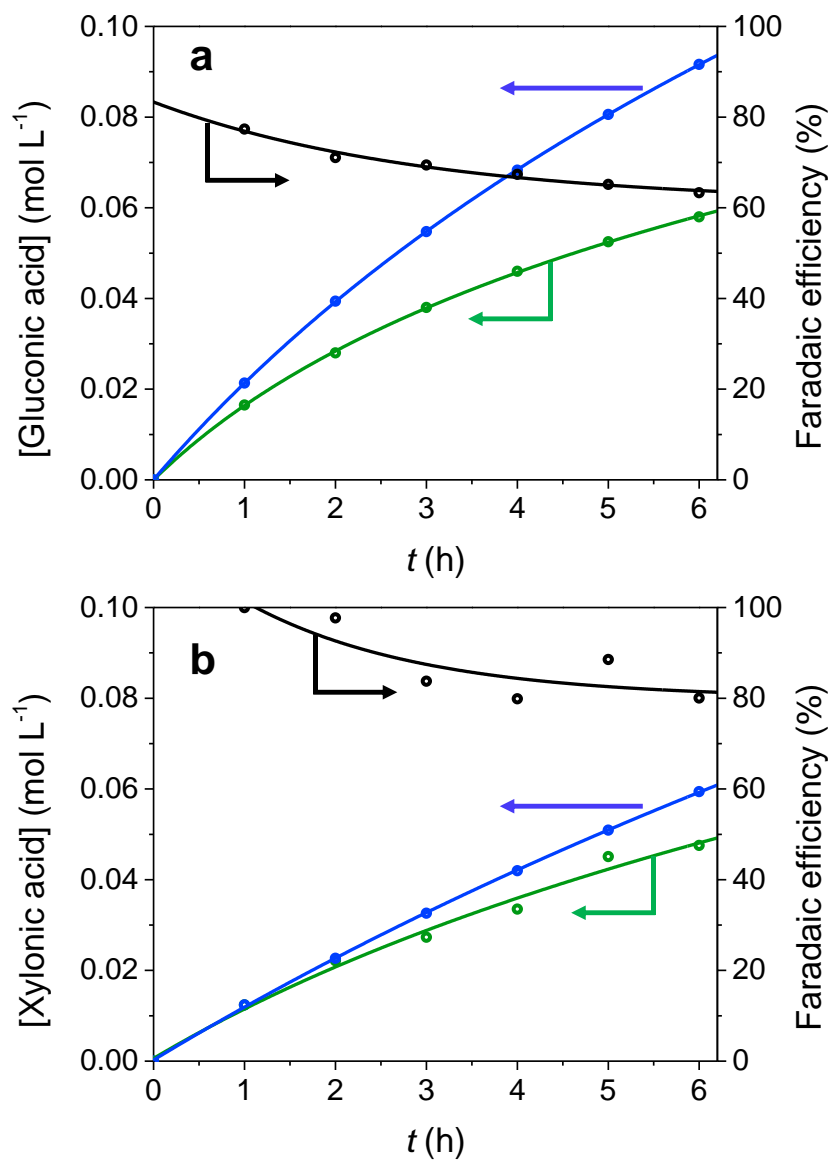 a
[Gluconic acid] (mol L⁻¹)
0.10
0.08
0.06
0.04
0.02
0.00
Faradaic efficiency (%)
100
80
60
40
20
0
0 1 2 3 4 5 6
t (h)
b
[Xylonic acid] (mol L⁻¹)
0.10
0.08
0.06
0.04
0.02
0.00
Faradaic efficiency (%)
100
80
60
40
20
0
0 1 2 3 4 5 6
t (h)